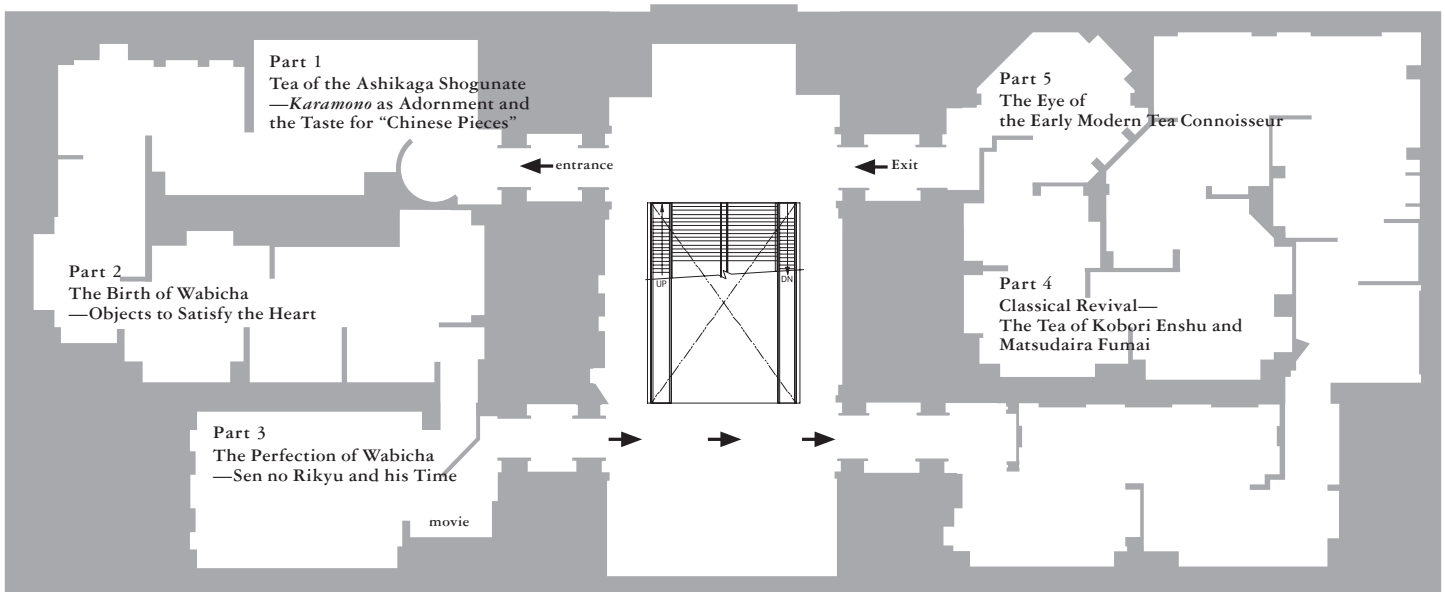 Part 1
Tea of the Ashikaga Shogunate
—Karamono as Adornment and
the Taste for “Chinese Pieces”
entrance
Part 2
The Birth of Wabicha
—Objects to Satisfy the Heart
Part 3
The Perfection of Wabicha
—Sen no Rikyu and his Time
movie
UP
DN
Exit
Part 5
The Eye of
the Early Modern Tea Connoisseur
Part 4
Classical Revival—
The Tea of Kobori Enshu and
Matsudaira Fumai